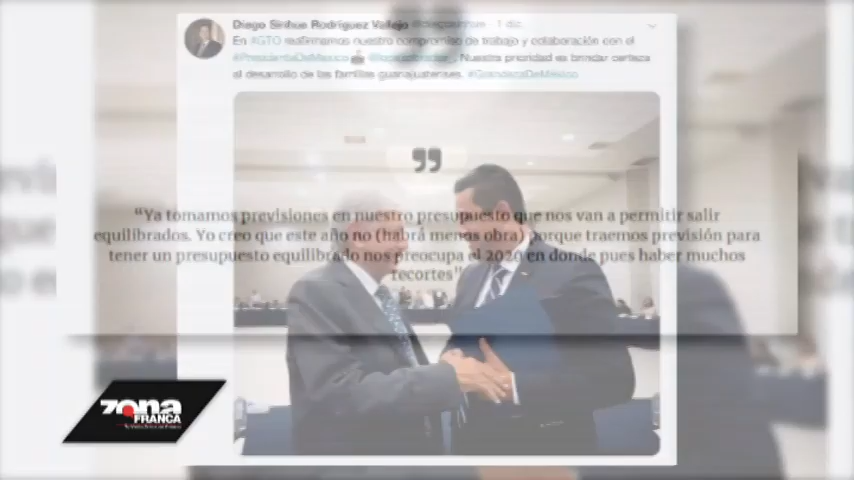 Diego Sinhue Rodríguez Vallejo 1 dic.
En #GTO reafirmamos nuestro compromiso de trabajo y colaboración con el
#PresidenteDeMéxico Nuestra prioridad es brindar certeza
al desarrollo de las familias guanajuatenses. #GrandezaDeMéxico
”
“Ya tomamos previsiones en nuestro presupuesto que nos van a permitir salir
equilibrados. Yo creo que este año no (habrá menos obra) porque traemos previsión para
tener un presupuesto equilibrado nos preocupa el 2020 en donde pues haber muchos
recortes”
ZONA
FRANCA